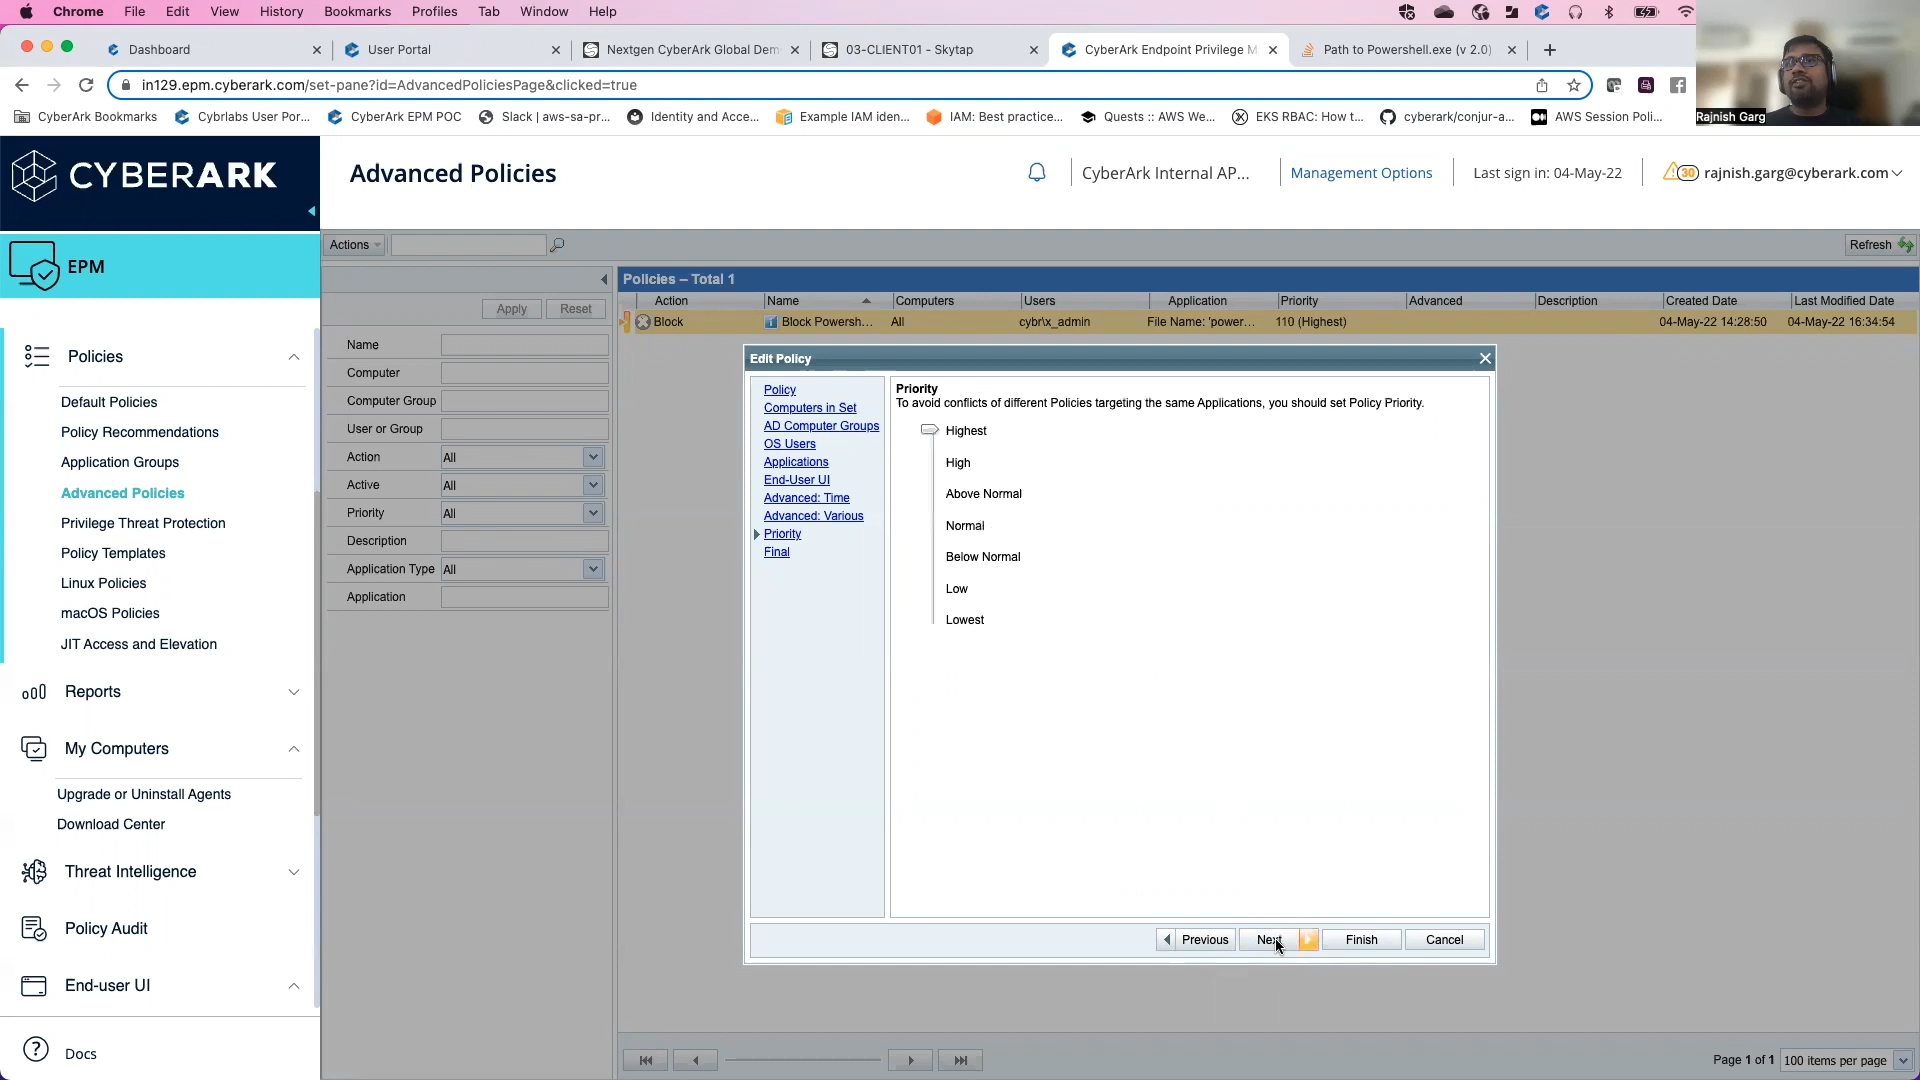 Chrome File Edit View History Bookmarks Profiles Tab Window Help
Dashboard
User Portal
Nextgen CyberArk Global Dem
03-CLIENT01 - Skytap
CyberArk Endpoint Privilege M
Path to Powershell.exe (v 2.0)
in129.epm.cyberark.com/set-pane?id=AdvancedPoliciesPage&clicked=true
CyberArk Bookmarks
Cybrlabs User Por...
CyberArk EPM POC
Slack | aws-sa-pr...
Identity and Acce...
Example IAM iden...
IAM: Best practice...
Quests :: AWS We...
EKS RBAC: How t...
cyberark/conjur-a...
AWS Session Poli...
Rajnish Garg
CYBERARK
Advanced Policies
CyberArk Internal AP...
Management Options
Last sign in: 04-May-22
30
rajnish.garg@cyberark.com
EPM
Policies
Default Policies
Policy Recommendations
Application Groups
Advanced Policies
Privilege Threat Protection
Policy Templates
Linux Policies
macOS Policies
JIT Access and Elevation
Reports
My Computers
Upgrade or Uninstall Agents
Download Center
Threat Intelligence
Policy Audit
End-user UI
Docs
Actions
Refresh
Apply
Reset
Name
Computer
Computer Group
User or Group
Action All
Active All
Priority All
Description
Application Type All
Application
Policies – Total 1
Action Name Computers Users Application Priority Advanced Description Created Date Last Modified Date
Block Block Powersh... All cybr\x_admin File Name: 'power... 110 (Highest) 04-May-22 14:28:50 04-May-22 16:34:54
Edit Policy
Policy
Computers in Set
AD Computer Groups
OS Users
Applications
End-User UI
Advanced: Time
Advanced: Various
Priority
Final
Priority
To avoid conflicts of different Policies targeting the same Applications, you should set Policy Priority.
Highest
High
Above Normal
Normal
Below Normal
Low
Lowest
Previous
Next
Finish
Cancel
Page 1 of 1
100 items per page